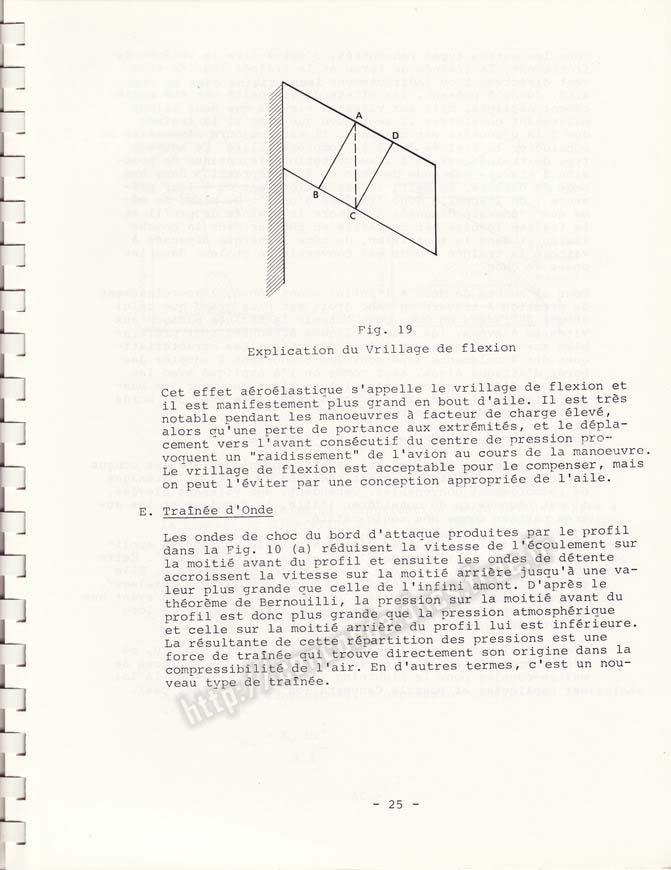 A
D
B
C
Fig. 19
Explication du Vrillage de flexion
Cet effet aéroélastique s'appelle le vrillage de flexion et
il est manifestement plus grand en bout d'aile. Il est très
notable pendant les manoeuvres à facteur de charge élevé,
alors qu'une perte de portance aux extrémités, et le dépla-
cement vers l'avant consécutif du centre de pression pro-
voquent un "raidissement" de l'avion au cours de la manoeuvre.
Le vrillage de flexion est acceptable pour le compenser, mais
on peut l'éviter par une conception appropriée de l'aile.
E. Traînée d'Onde
Les ondes de choc du bord d'attaque produites par le profil
dans la Fig. 10 (a) réduisent la vitesse de l'écoulement sur
la moitié avant du profil et ensuite les ondes de détente
accroissent la vitesse sur la moitié arrière jusqu'à une va-
leur plus grande que celle de l'infini amont. D'après le
théorème de Bernouilli, la pression sur la moitié avant du
profil est donc plus grande que la pression atmosphérique
et celle sur la moitié arrière du profil lui est inférieure.
La résultante de cette répartition des pressions est une
force de traînée qui trouve directement son origine dans la
compressibilité de l'air. En d'autres termes, c'est un nou-
veau type de traînée.
- 25 -